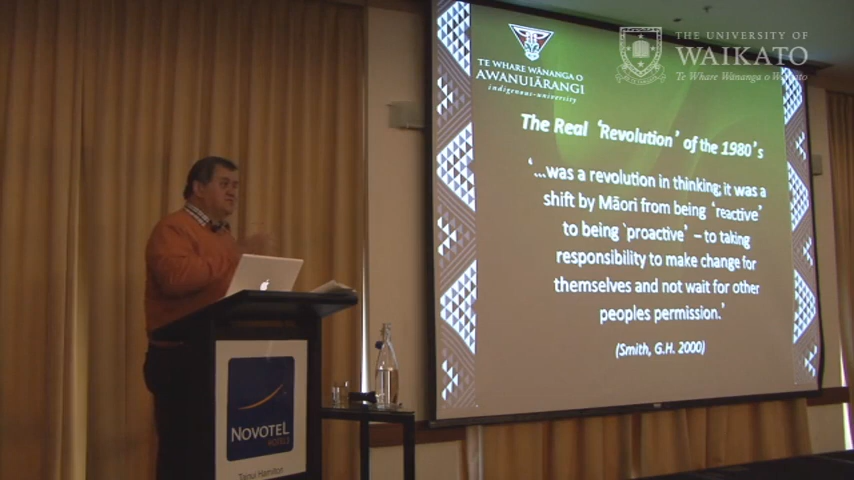 THE UNIVERSITY OF
WAIKATO
Te Whare Wānanga o Waikato
TE WHARE WĀNANGA O
AWANUIĀRANGI
indigenous-university
The Real ‘Revolution’ of the 1980’s
‘...was a revolution in thinking; it was a
shift by Māori from being ‘reactive’
to being `proactive’ – to taking
responsibility to make change for
themselves and not wait for other
peoples permission.’
(Smith, G.H. 2000)
NOVOTEL
HOTELS
Tainui Hamilton